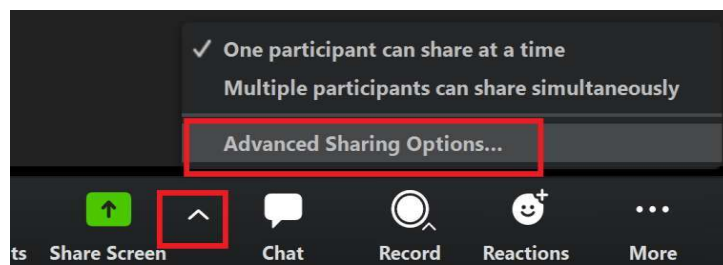 One participant can share at a time
Multiple participants can share simultaneously
Advanced Sharing Options...
ts Share Screen Chat Record Reactions More